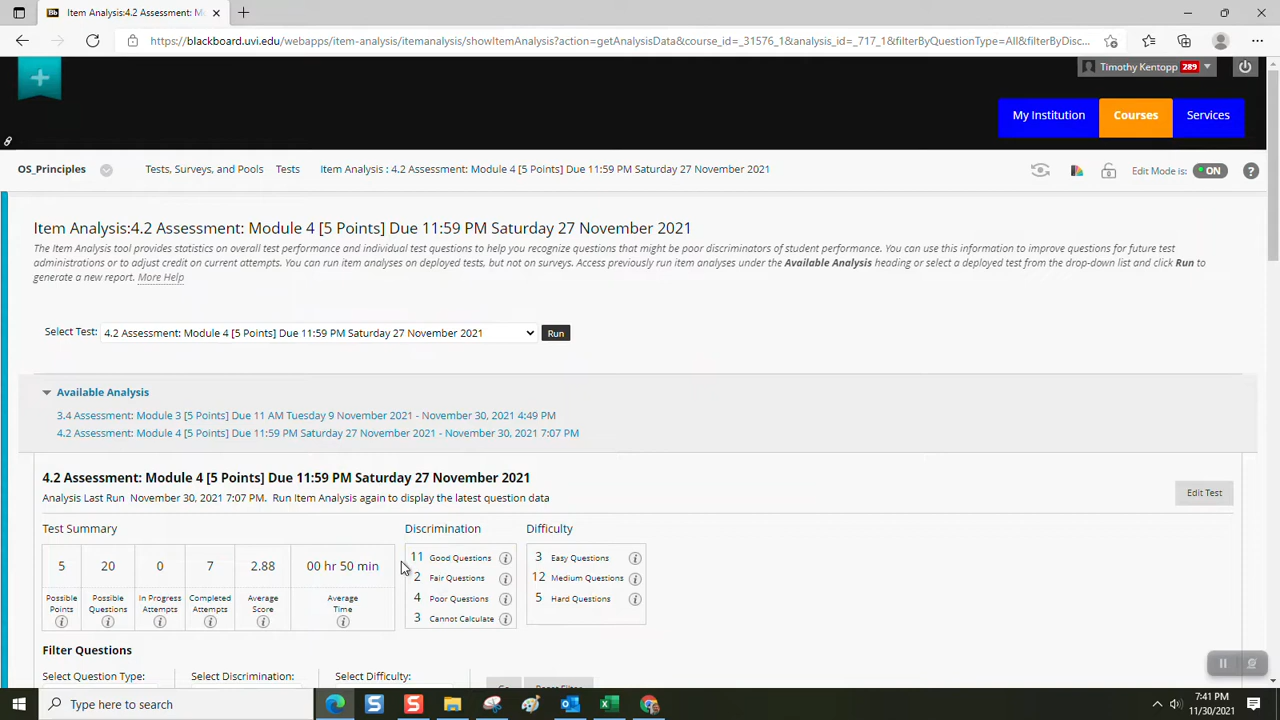 Item Analysis:4.2 Assessment: Mo
https://blackboard.uvi.edu/webapps/item-analysis/itemanalysis/showItemAnalysis?action=getAnalysisData&course_id=_31576_1&analysis_id=_717_1&filterByQuestionType=All&filterByDisc...
Timothy Kentopp 289
My Institution Courses Services
OS_Principles Tests, Surveys, and Pools Tests Item Analysis : 4.2 Assessment: Module 4 [5 Points] Due 11:59 PM Saturday 27 November 2021 Edit Mode is: ON ?
Item Analysis:4.2 Assessment: Module 4 [5 Points] Due 11:59 PM Saturday 27 November 2021
The Item Analysis tool provides statistics on overall test performance and individual test questions to help you recognize questions that might be poor discriminators of student performance. You can use this information to improve questions for future test
administrations or to adjust credit on current attempts. You can run item analyses on deployed tests, but not on surveys. Access previously run item analyses under the Available Analysis heading or select a deployed test from the drop-down list and click Run to
generate a new report. More Help
Select Test: 4.2 Assessment: Module 4 [5 Points] Due 11:59 PM Saturday 27 November 2021 Run
Available Analysis
3.4 Assessment: Module 3 [5 Points] Due 11 AM Tuesday 9 November 2021 - November 30, 2021 4:49 PM
4.2 Assessment: Module 4 [5 Points] Due 11:59 PM Saturday 27 November 2021 - November 30, 2021 7:07 PM
4.2 Assessment: Module 4 [5 Points] Due 11:59 PM Saturday 27 November 2021
Analysis Last Run November 30, 2021 7:07 PM. Run Item Analysis again to display the latest question data
Edit Test
Test Summary Discrimination Difficulty
5 20 0 7 2.88 00 hr 50 min
Possible Points Possible Questions In Progress Attempts Completed Attempts Average Score Average Time
11 Good Questions 3 Easy Questions
2 Fair Questions 12 Medium Questions
4 Poor Questions 5 Hard Questions
3 Cannot Calculate
Filter Questions
Select Question Type: Select Discrimination: Select Difficulty:
Go Reset Filter
Type here to search
7:41 PM
11/30/2021